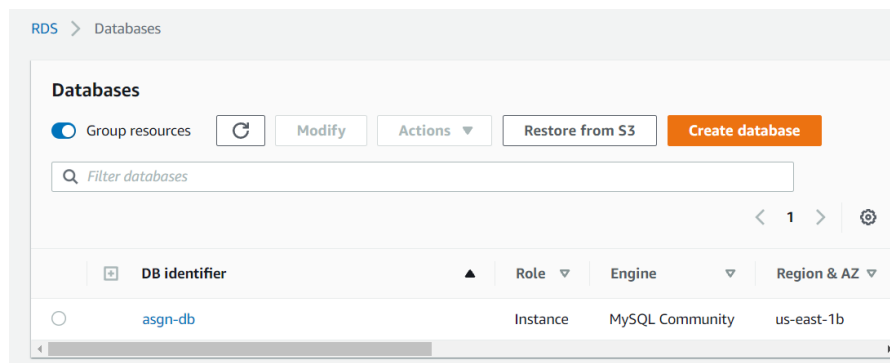 RDS > Databases
Databases
Group resources Modify Actions Restore from S3 Create database
Filter databases
1
DB identifier Role Engine Region & AZ
asgn-db Instance MySQL Community us-east-1b